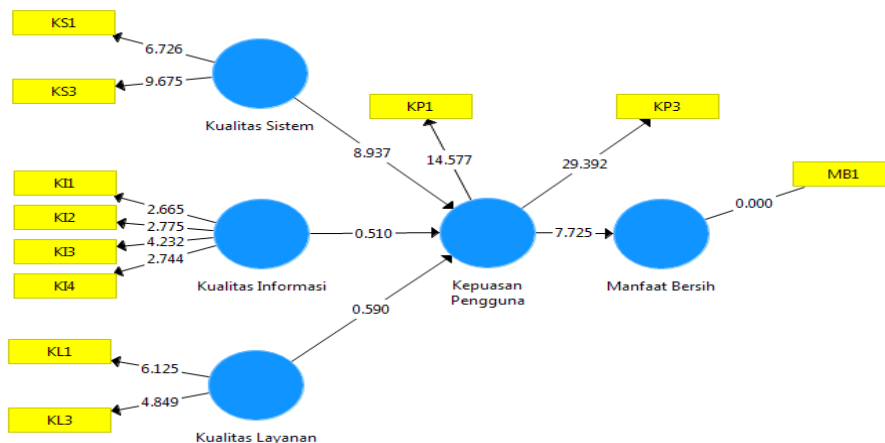 KS1
6.726
KS3
9.675
Kualitas Sistem
8.937
KP1
14.577
KP3
29.392
MB1
0.000
KI1
2.665
KI2
2.775
KI3
4.232
KI4
2.744
Kualitas Informasi
0.510
Kepuasan
Pengguna
7.725
Manfaat Bersih
0.590
KL1
6.125
KL3
4.849
Kualitas Layanan